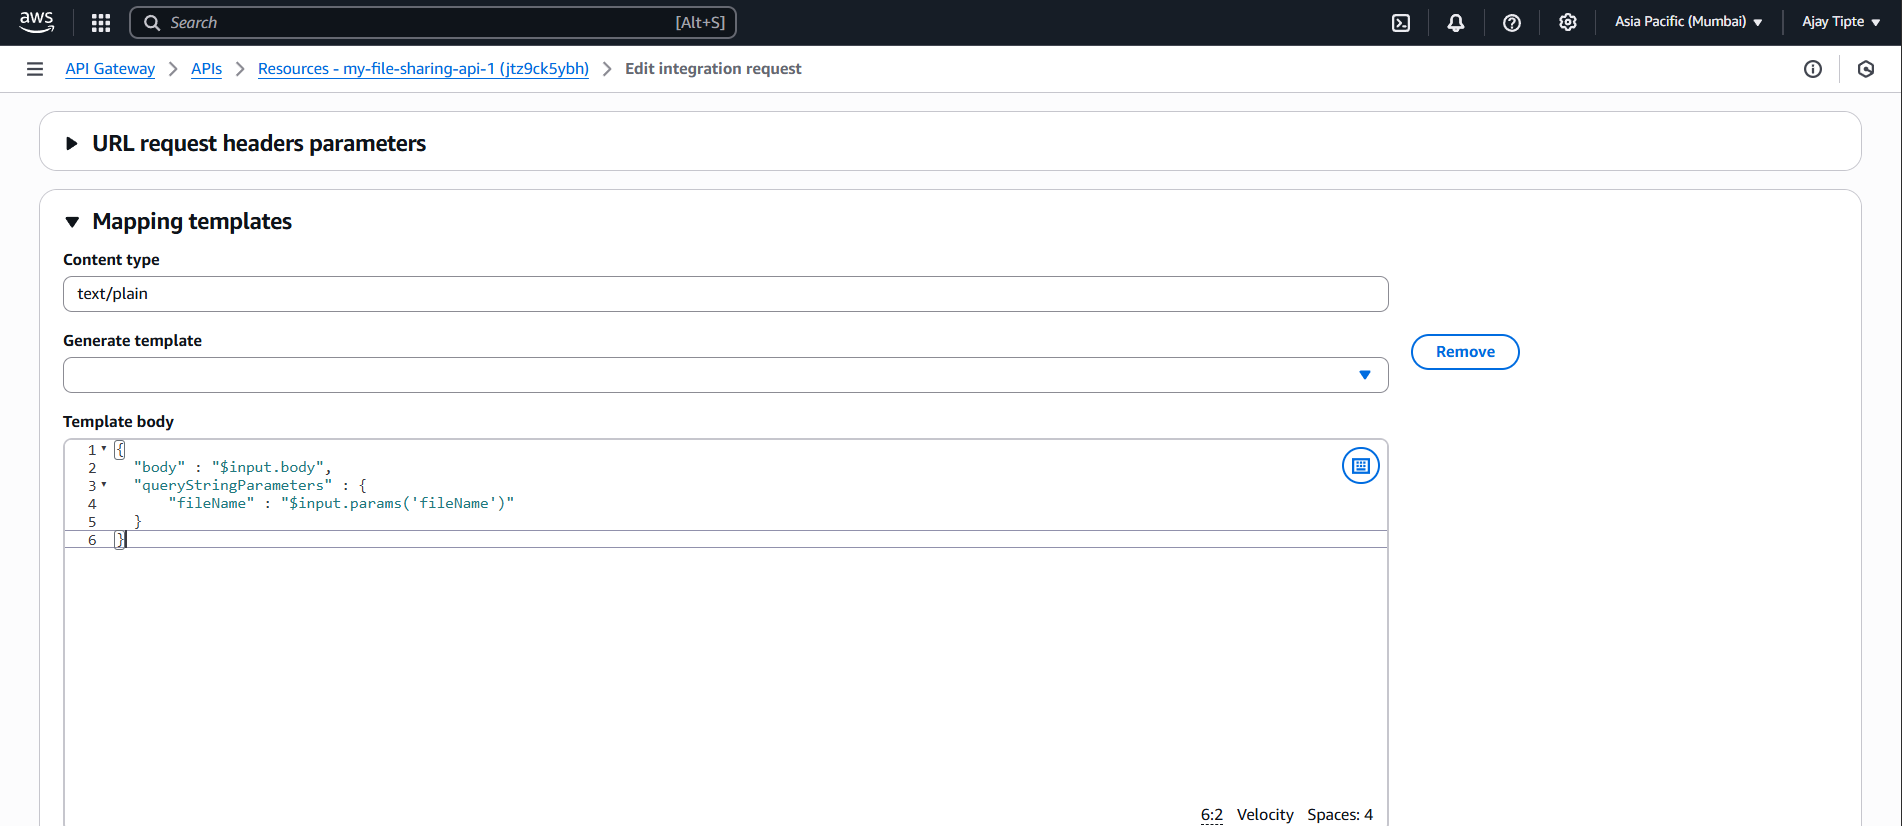 aws
Search [Alt+S]
Asia Pacific (Mumbai)
Ajay Tipte
API Gateway
APIs
Resources - my-file-sharing-api-1 (jtz9ck5ybh)
Edit integration request
URL request headers parameters
Mapping templates
Content type
text/plain
Generate template
Remove
Template body
1 {
2 "body" : "$input.body",
3 "queryStringParameters" : {
4 "fileName" : "$input.params('fileName')"
5 }
6 }
6:2 Velocity Spaces: 4